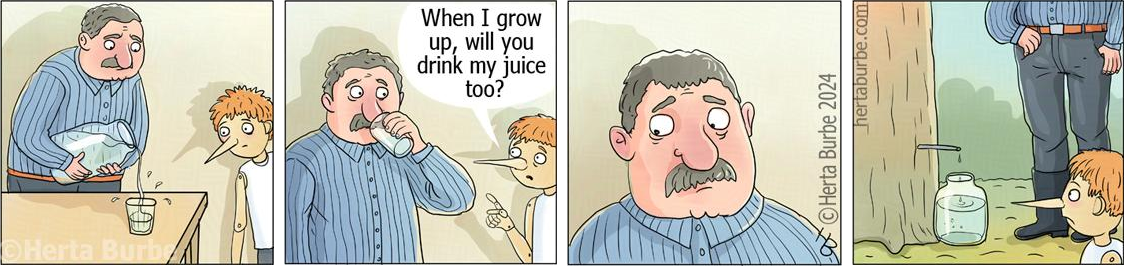 ©Herta Burbe
When I grow
up, will you
drink my juice
too?
©Herta Burbe 2024
hertaburbe.com